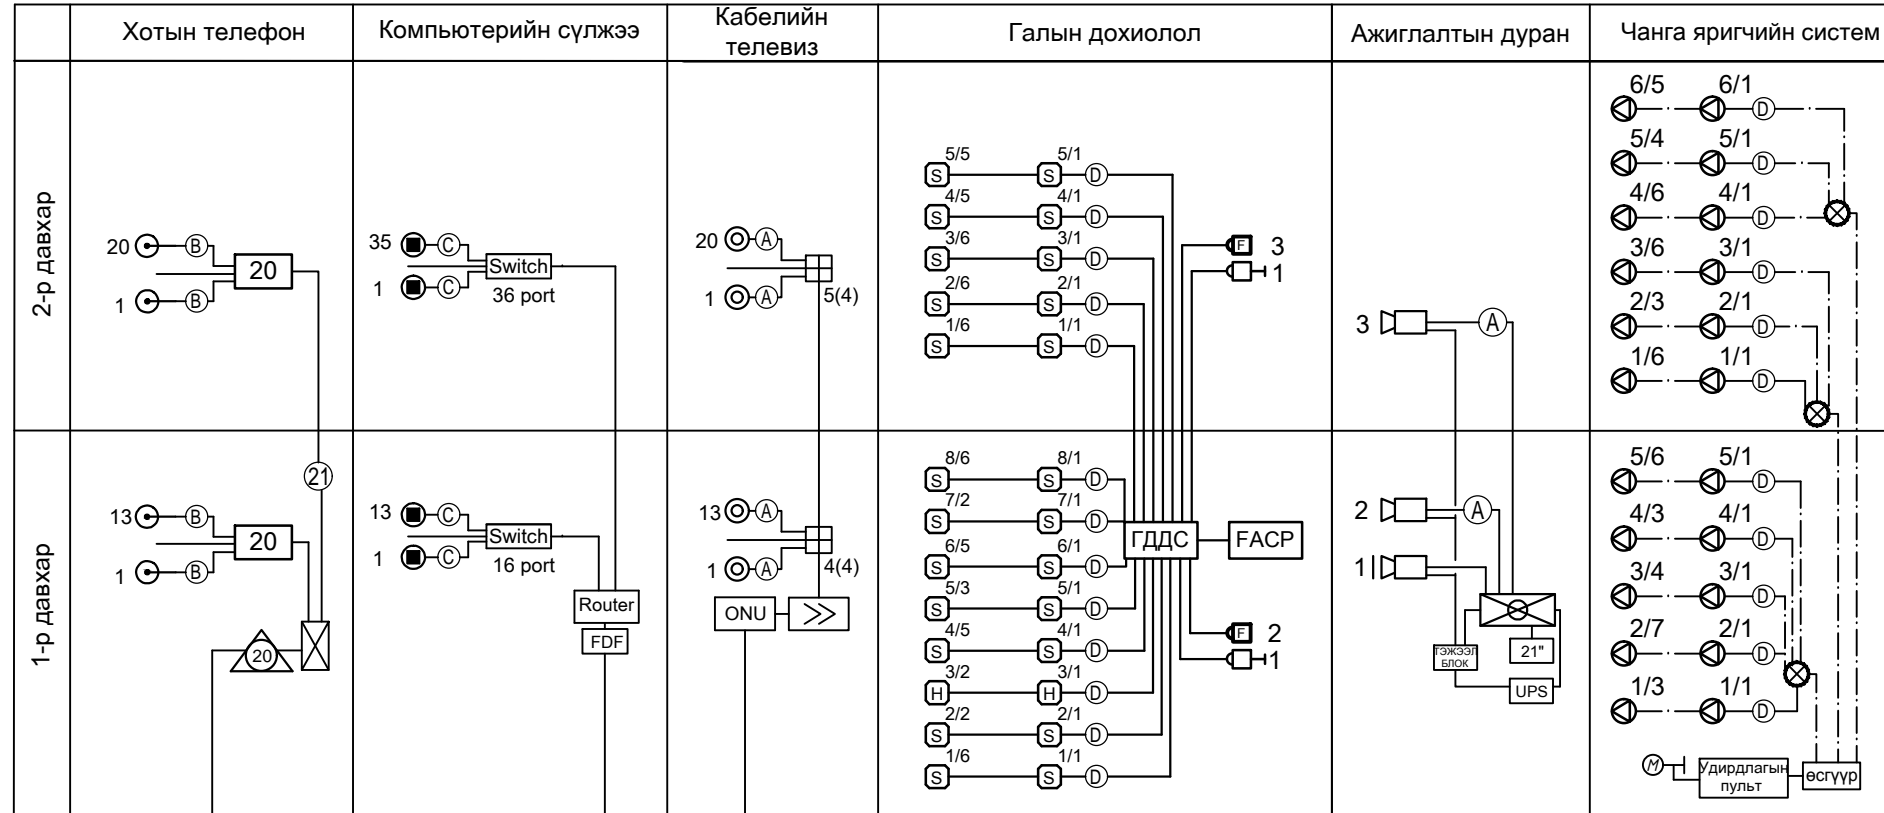 Хотын телефон
Компьютерийн сүлжээ
Кабелийн
телевиз
Галын дохиолол
Ажиглалтын дуран
Чанга яригчийн систем
2-р давхар
20 B
20
1 B
21
35 C
Switch
36 port
1 C
20 A
1 A
5(4)
5/5 5/1
S S D
4/5 4/1
S S D
3/6 3/1
S S D
2/6 2/1
S S D
1/6 1/1
S S D
F 3
1
3 A
6/5 6/1
D
5/4 5/1
D
4/6 4/1
D
3/6 3/1
D
2/3 2/1
D
1/6 1/1
D
1-р давхар
13 B
20
1 B
20
13 C
Switch
16 port
1 C
Router
FDF
13 A
1 A
4(4)
ONU
8/6 8/1
S S D
7/2 7/1
S S D
6/5 6/1
S S D
5/3 5/1
S S D
4/5 4/1
S S D
3/2 3/1
H H D
2/2 2/1
S S D
1/6 1/1
S S D
ГДДС
FACP
F 2
1
2 A
1
ТЭЖЭЭЛ
БЛОК
21"
UPS
5/6 5/1
D
4/3 4/1
D
3/4 3/1
D
2/7 2/1
D
1/3 1/1
D
M
Удирдлагын
пульт
өсгүүр